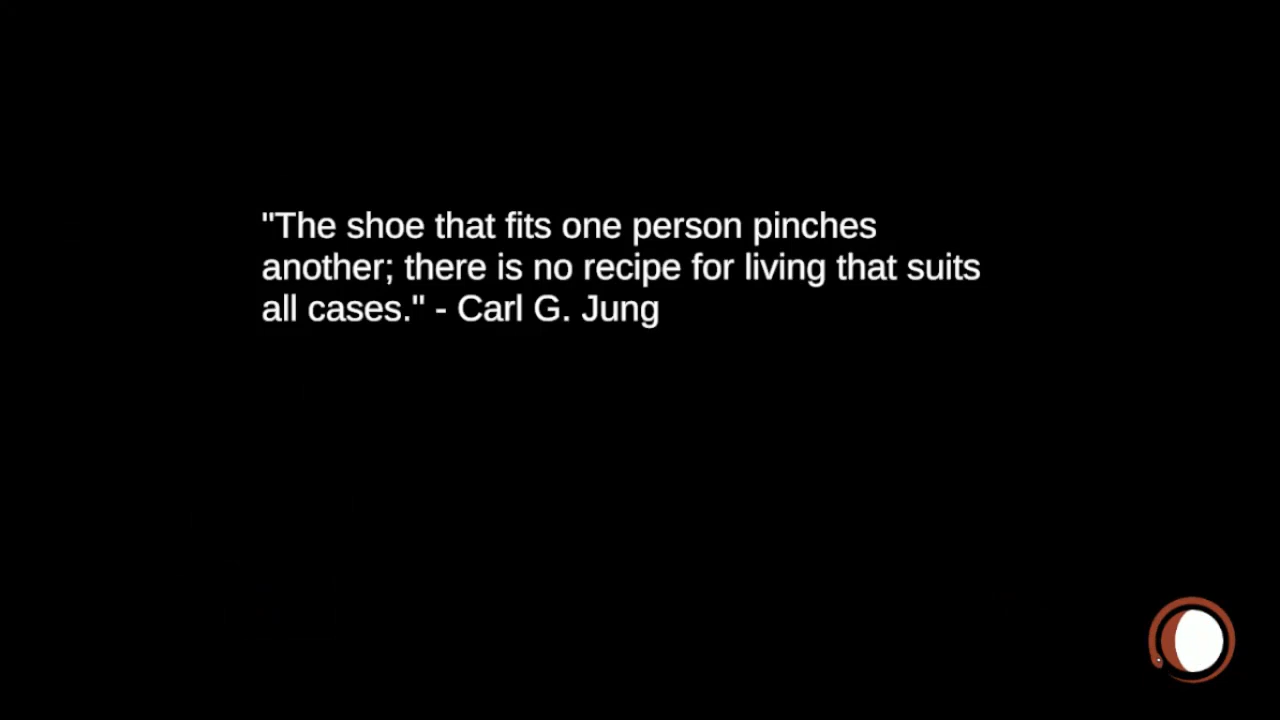 "The shoe that fits one person pinches
another; there is no recipe for living that suits
all cases." - Carl G. Jung